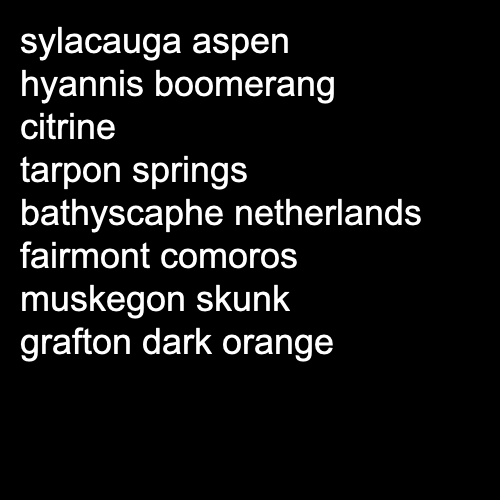 sylacauga aspen
hyannis boomerang
citrine
tarpon springs
bathyscaphe netherlands
fairmont comoros
muskegon skunk
grafton dark orange